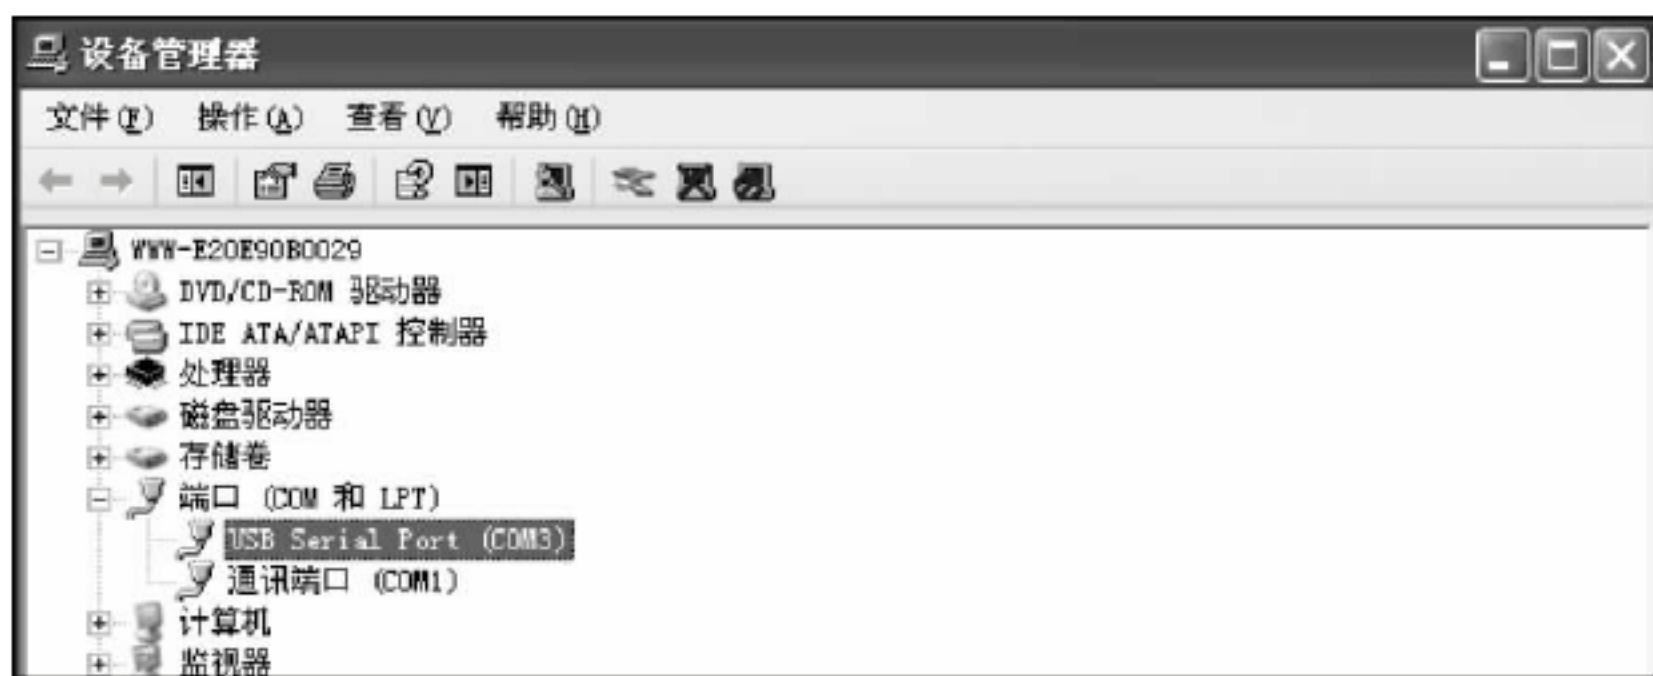 设备管理器
文件(F) 操作(A) 查看(V) 帮助(H)
WWW-E20E90B0029
DVD/CD-ROM 驱动器
IDE ATA/ATAPI 控制器
处理器
磁盘驱动器
存储卷
端口 (COM 和 LPT)
USB Serial Port (COM3)
通讯端口 (COM1)
计算机
监视器